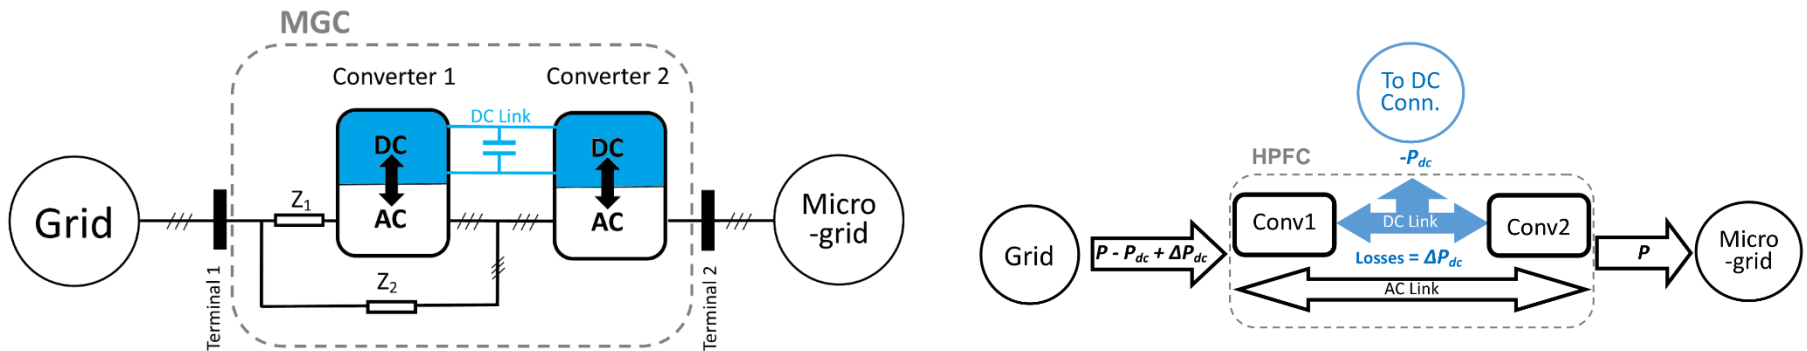 MGC
Converter 1
Converter 2
DC Link
DC
DC
AC
AC
Z1
Z2
Grid
Terminal 1
Terminal 2
Micro
-grid
To DC
Conn.
-Pdc
HPFC
Conv1
DC Link
Conv2
Grid
P - Pdc + ΔPdc
Losses = ΔPdc
AC Link
P
Micro
-grid